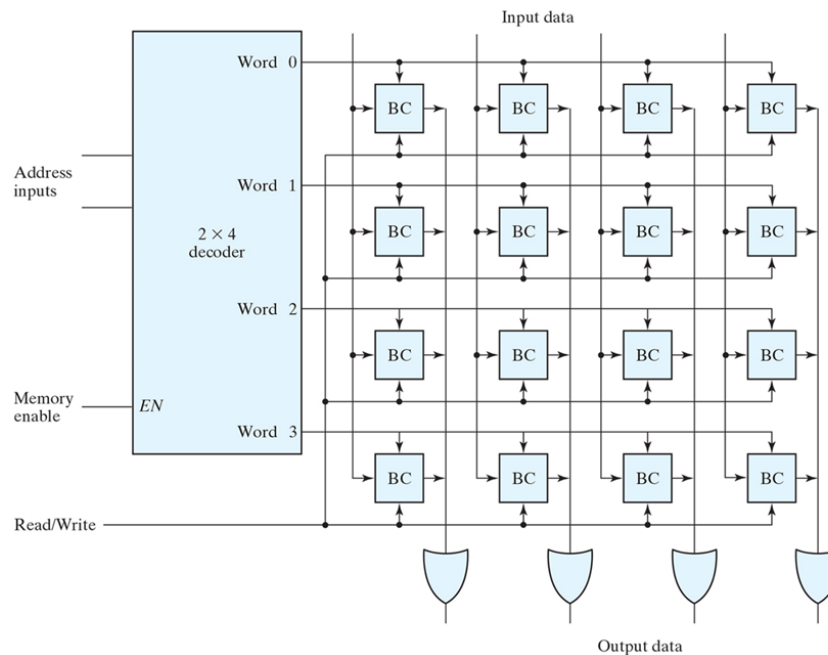 Input data
Word 0
BC BC BC BC
Address
inputs
Word 1
2 × 4
decoder
BC BC BC BC
Word 2
BC BC BC BC
Memory
enable
EN
Word 3
BC BC BC BC
Read/Write
Output data